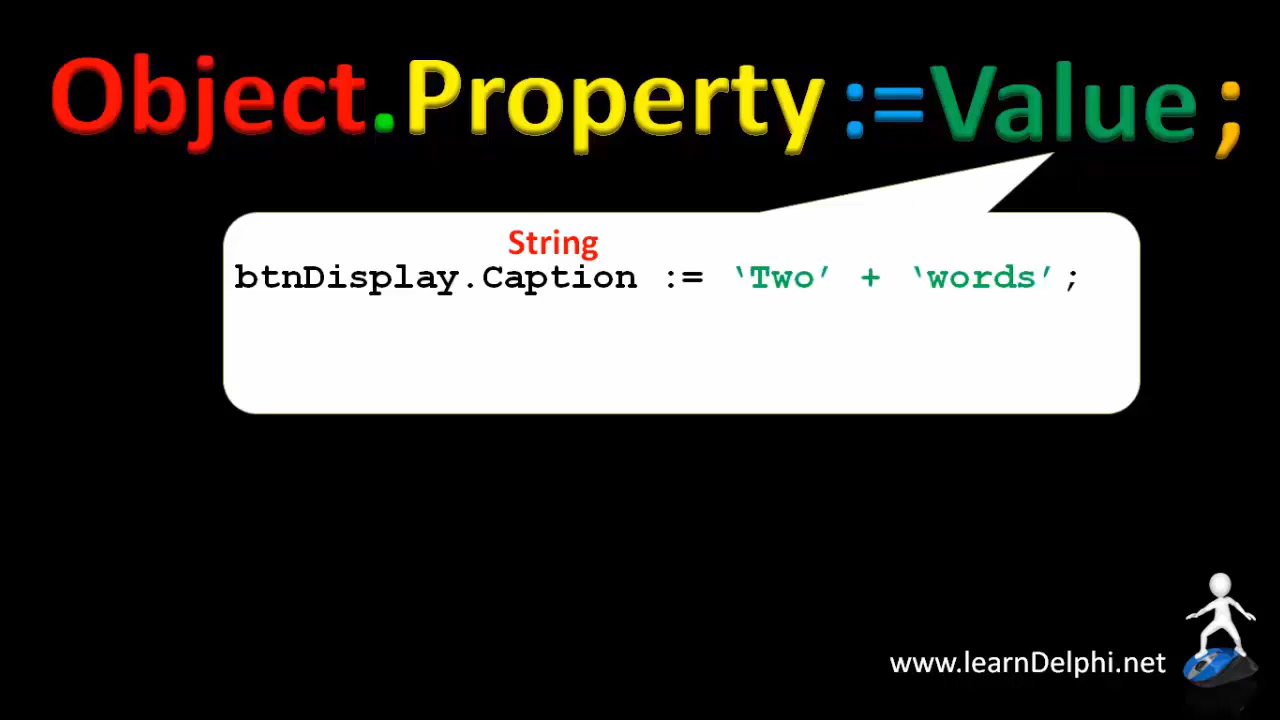 Object.Property :=Value ;
String
btnDisplay.Caption := ‘Two’ + ‘words’;
www.learnDelphi.net